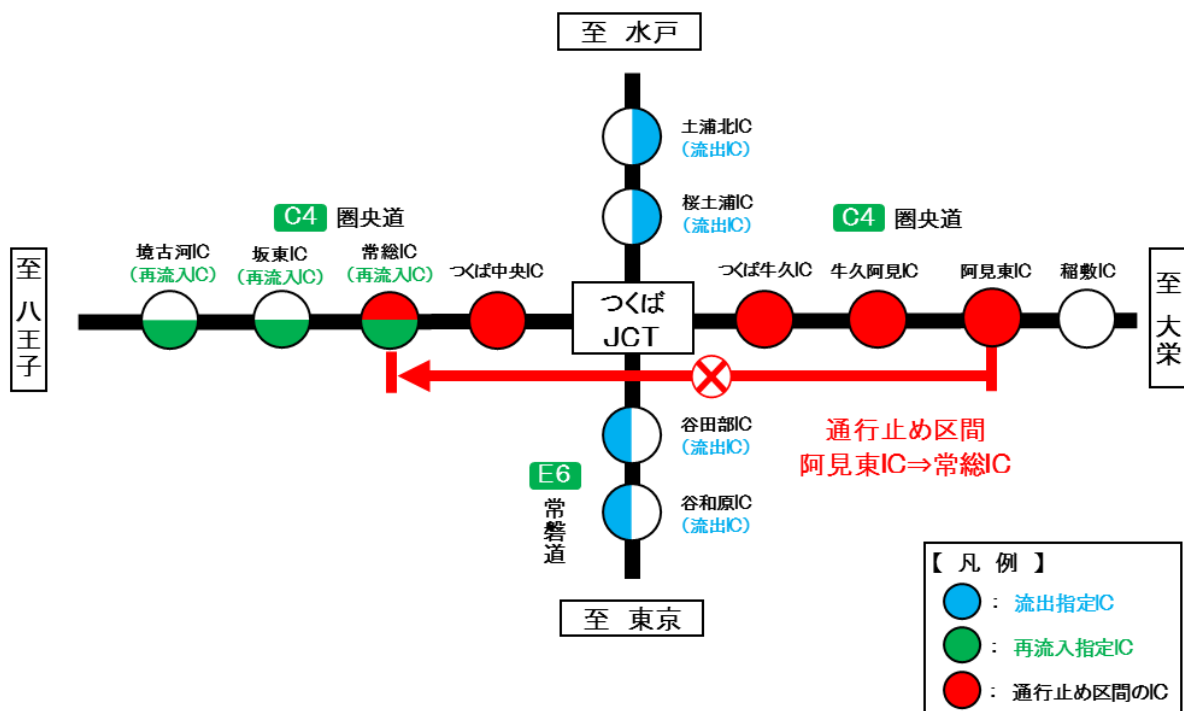 至 水戸
土浦北IC
(流出IC)
桜土浦IC
(流出IC)
C4 圏央道
C4 圏央道
至 八王子
境古河IC
(再流入IC)
坂東IC
(再流入IC)
常総IC
(再流入IC)
つくば中央IC
つくば
JCT
つくば牛久IC
牛久阿見IC
阿見東IC
稲敷IC
至 大栄
谷田部IC
(流出IC)
谷和原IC
(流出IC)
E6
常磐道
通行止め区間
阿見東IC⇒常総IC
至 東京
【 凡 例 】
: 流出指定IC
: 再流入指定IC
: 通行止め区間のIC